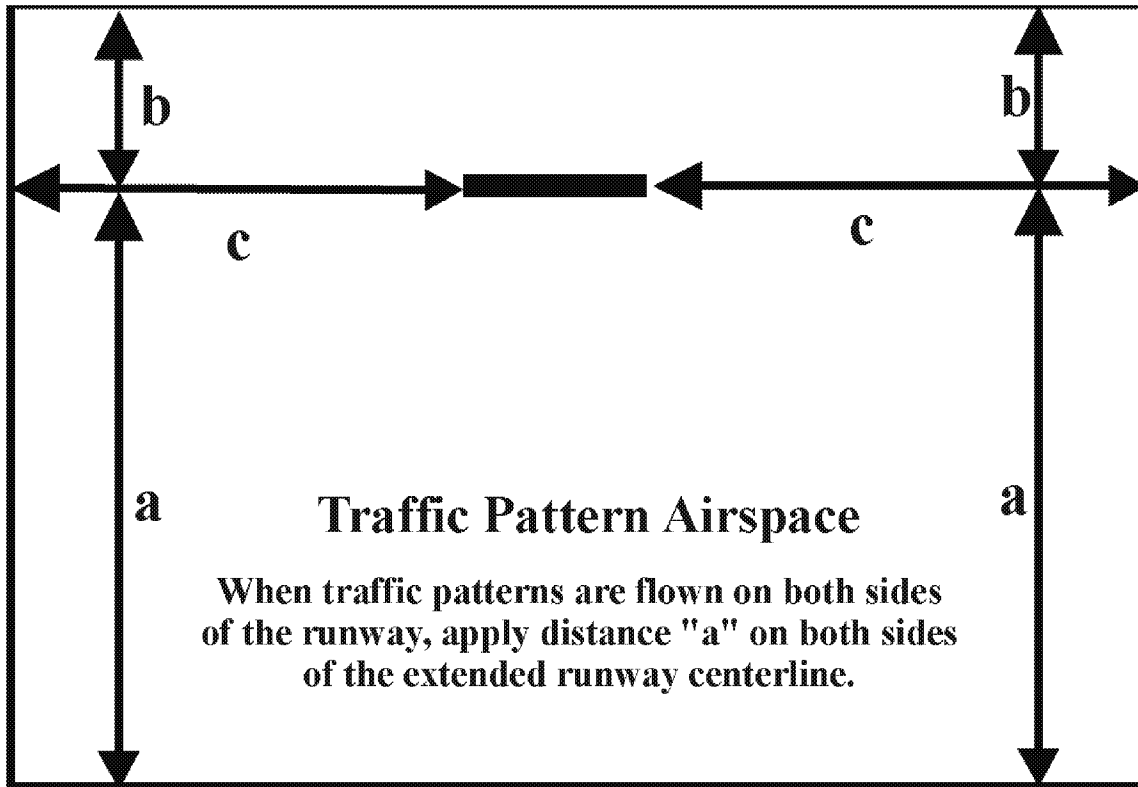 b
b
c
c
a
a
Traffic Pattern Airspace
When traffic patterns are flown on both sides
of the runway, apply distance "a" on both sides
of the extended runway centerline.